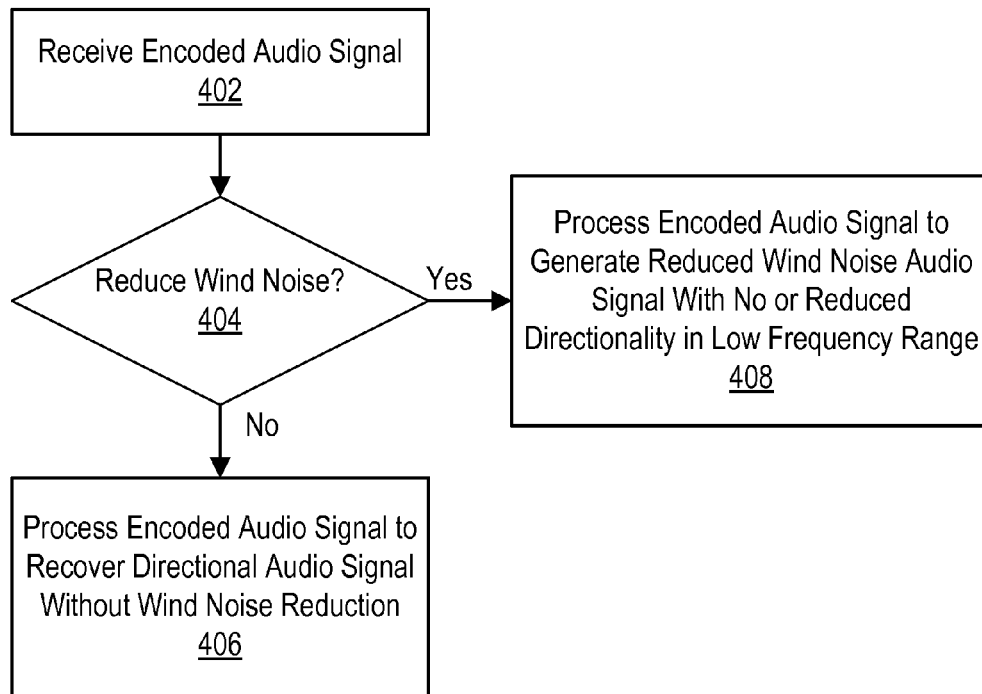 Receive Encoded Audio Signal
402
Reduce Wind Noise?
404
Yes
No
Process Encoded Audio Signal to
Generate Reduced Wind Noise Audio
Signal With No or Reduced
Directionality in Low Frequency Range
408
Process Encoded Audio Signal to
Recover Directional Audio Signal
Without Wind Noise Reduction
406